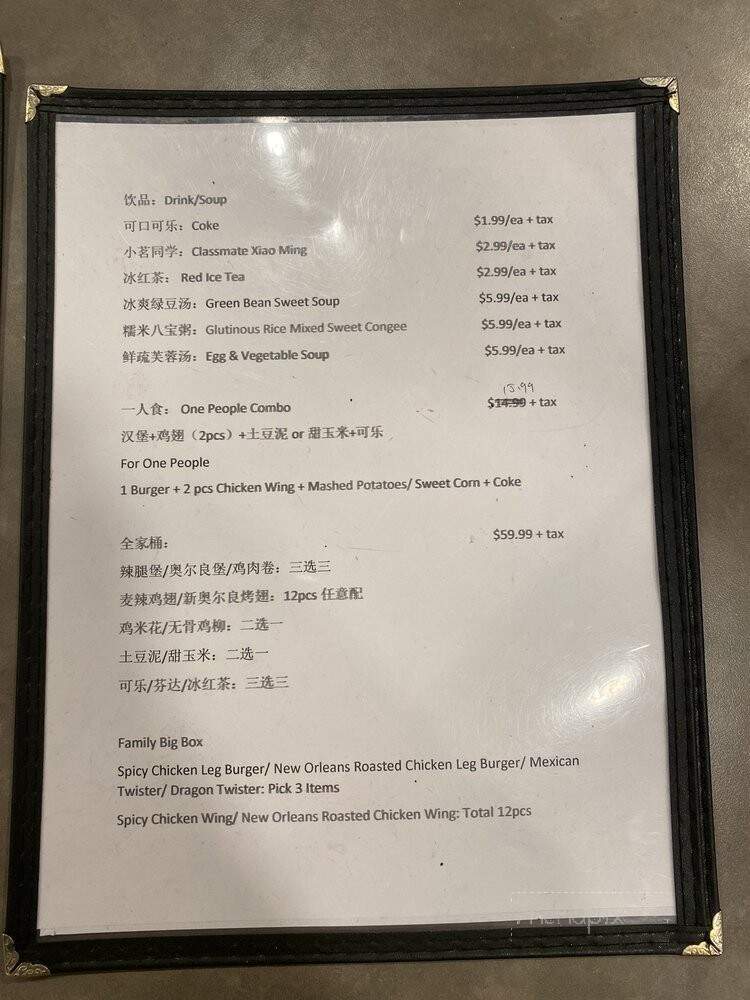 饮品：Drink/Soup
可口可乐：Coke $1.99/ea + tax
小茗同学：Classmate Xiao Ming $2.99/ea + tax
冰红茶： Red Ice Tea $2.99/ea + tax
冰爽绿豆汤：Green Bean Sweet Soup $5.99/ea + tax
糯米八宝粥：Glutinous Rice Mixed Sweet Congee $5.99/ea + tax
鲜疏芙蓉汤：Egg & Vegetable Soup $5.99/ea + tax
15.99
一人食： One People Combo $14.99 + tax
汉堡+鸡翅（2pcs）+土豆泥 or 甜玉米+可乐
For One People
1 Burger + 2 pcs Chicken Wing + Mashed Potatoes/ Sweet Corn + Coke
全家桶： $59.99 + tax
辣腿堡/奥尔良堡/鸡肉卷：三选三
麦辣鸡翅/新奥尔良烤翅：12pcs 任意配
鸡米花/无骨鸡柳：二选一
土豆泥/甜玉米：二选一
可乐/芬达/冰红茶：三选三
Family Big Box
Spicy Chicken Leg Burger/ New Orleans Roasted Chicken Leg Burger/ Mexican
Twister/ Dragon Twister: Pick 3 Items
Spicy Chicken Wing/ New Orleans Roasted Chicken Wing: Total 12pcs